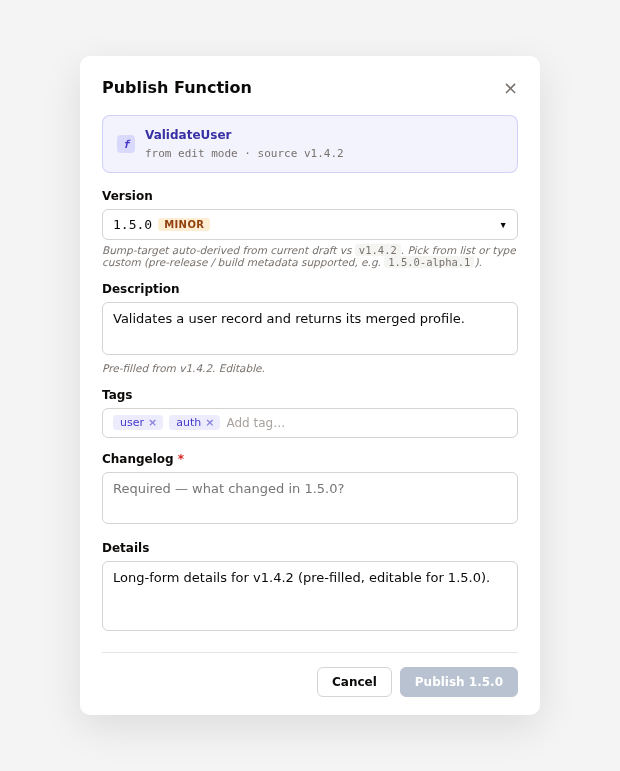 Publish Function ×
f ValidateUser
from edit mode · source v1.4.2
Version
1.5.0 MINOR ▾
Bump-target auto-derived from current draft vs v1.4.2. Pick from list or type
custom (pre-release / build metadata supported, e.g. 1.5.0-alpha.1).
Description
Validates a user record and returns its merged profile.
Pre-filled from v1.4.2. Editable.
Tags
user × auth × Add tag...
Changelog *
Required — what changed in 1.5.0?
Details
Long-form details for v1.4.2 (pre-filled, editable for 1.5.0).
Cancel Publish 1.5.0